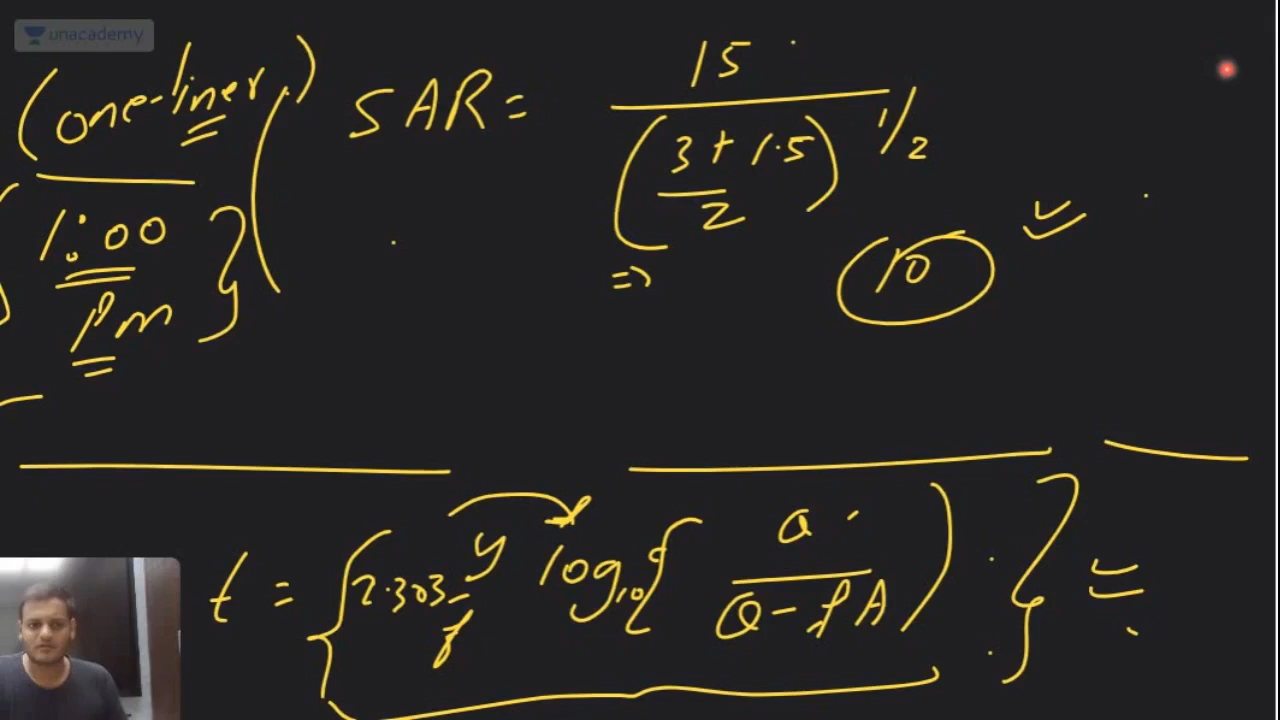 unacademy
(one-liner)
1:00
Pm
SAR = 15 / ((3 + 1.5) / 2)^1/2
=> 10
t = { 2.303 y/f log10 { Q / Q - fA ) }